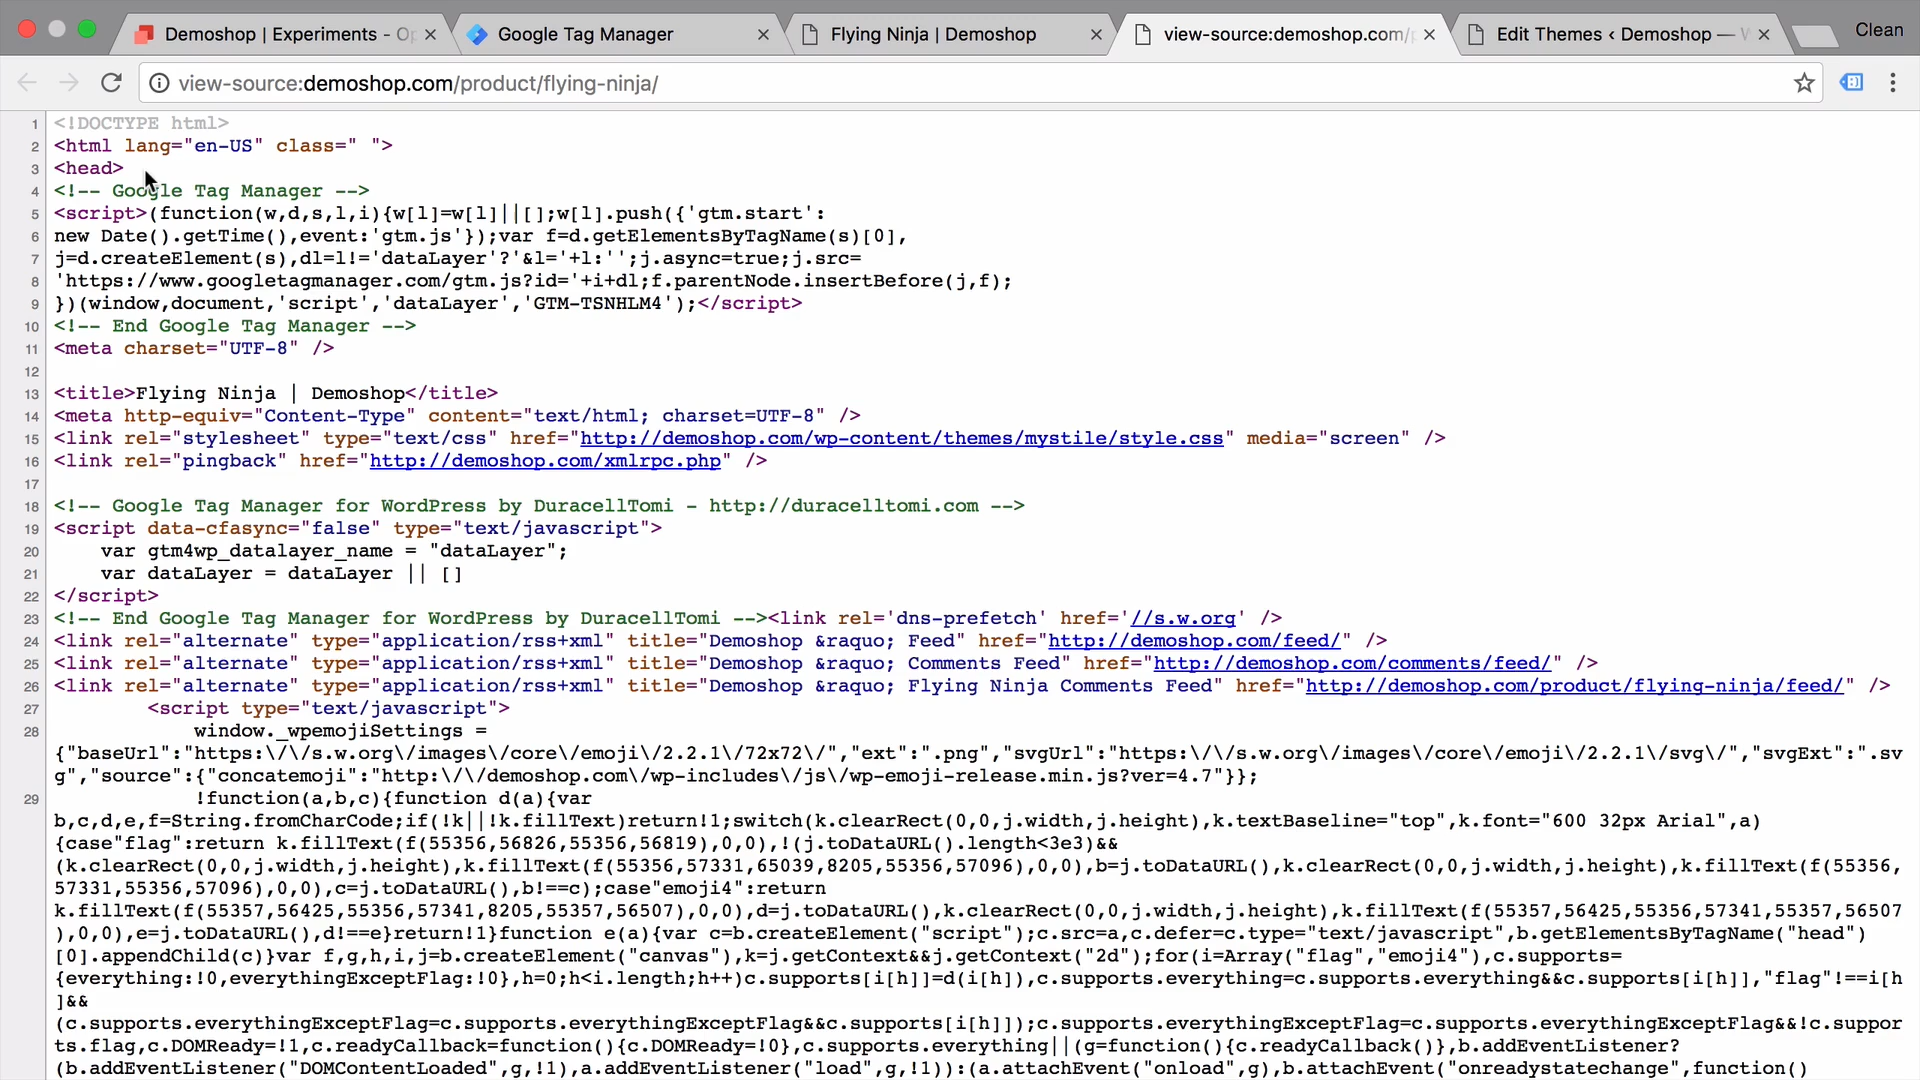 Demoshop | Experiments - Op
Google Tag Manager
Flying Ninja | Demoshop
view-source:demoshop.com/p
Edit Themes ‹ Demoshop — W
Clean
view-source:demoshop.com/product/flying-ninja/
1 <!DOCTYPE html>
2 <html lang="en-US" class=" ">
3 <head>
4 <!-- Google Tag Manager -->
5 <script>(function(w,d,s,l,i){w[l]=w[l]||[];w[l].push({'gtm.start':
6 new Date().getTime(),event:'gtm.js'});var f=d.getElementsByTagName(s)[0],
7 j=d.createElement(s),dl=l!='dataLayer'?'&l='+l:'';j.async=true;j.src=
8 'https://www.googletagmanager.com/gtm.js?id='+i+dl;f.parentNode.insertBefore(j,f);
9 })(window,document,'script','dataLayer','GTM-TSNHLM4');</script>
10 <!-- End Google Tag Manager -->
11 <meta charset="UTF-8" />
12
13 <title>Flying Ninja | Demoshop</title>
14 <meta http-equiv="Content-Type" content="text/html; charset=UTF-8" />
15 <link rel="stylesheet" type="text/css" href="http://demoshop.com/wp-content/themes/mystile/style.css" media="screen" />
16 <link rel="pingback" href="http://demoshop.com/xmlrpc.php" />
17
18 <!-- Google Tag Manager for WordPress by DuracellTomi - http://duracelltomi.com -->
19 <script data-cfasync="false" type="text/javascript">
20 var gtm4wp_datalayer_name = "dataLayer";
21 var dataLayer = dataLayer || []
22 </script>
23 <!-- End Google Tag Manager for WordPress by DuracellTomi --><link rel='dns-prefetch' href='//s.w.org' />
24 <link rel="alternate" type="application/rss+xml" title="Demoshop &raquo; Feed" href="http://demoshop.com/feed/" />
25 <link rel="alternate" type="application/rss+xml" title="Demoshop &raquo; Comments Feed" href="http://demoshop.com/comments/feed/" />
26 <link rel="alternate" type="application/rss+xml" title="Demoshop &raquo; Flying Ninja Comments Feed" href="http://demoshop.com/product/flying-ninja/feed/" />
27 <script type="text/javascript">
28 window._wpemojiSettings =
{"baseUrl":"https:\/\/s.w.org\/images\/core\/emoji\/2.2.1\/72x72\/","ext":".png","svgUrl":"https:\/\/s.w.org\/images\/core\/emoji\/2.2.1\/svg\/","svgExt":".sv
g","source":{"concatemoji":"http:\/\/demoshop.com\/wp-includes\/js\/wp-emoji-release.min.js?ver=4.7"}};
29 !function(a,b,c){function d(a){var
b,c,d,e,f=String.fromCharCode;if(!k||!k.fillText)return!1;switch(k.clearRect(0,0,j.width,j.height),k.textBaseline="top",k.font="600 32px Arial",a)
{case"flag":return k.fillText(f(55356,56826,55356,56819),0,0),!(j.toDataURL().length<3e3)&&
(k.clearRect(0,0,j.width,j.height),k.fillText(f(55356,57331,65039,8205,55356,57096),0,0),b=j.toDataURL(),k.clearRect(0,0,j.width,j.height),k.fillText(f(55356,
57331,55356,57096),0,0),c=j.toDataURL(),b!==c);case"emoji4":return
k.fillText(f(55357,56425,55356,57341,8205,55357,56507),0,0),d=j.toDataURL(),k.clearRect(0,0,j.width,j.height),k.fillText(f(55357,56425,55356,57341,55357,56507
),0,0),e=j.toDataURL(),d!==e}return!1}function e(a){var c=b.createElement("script");c.src=a,c.defer=c.type="text/javascript",b.getElementsByTagName("head")
[0].appendChild(c)}var f,g,h,i,j=b.createElement("canvas"),k=j.getContext&&j.getContext("2d");for(i=Array("flag","emoji4"),c.supports=
{everything:!0,everythingExceptFlag:!0},h=0;h<i.length;h++)c.supports[i[h]]=d(i[h]),c.supports.everything=c.supports.everything&&c.supports[i[h]],"flag"!==i[h
]&&
(c.supports.everythingExceptFlag=c.supports.everythingExceptFlag&&c.supports[i[h]]);c.supports.everythingExceptFlag=c.supports.everythingExceptFlag&&!c.suppor
ts.flag,c.DOMReady=!1,c.readyCallback=function(){c.DOMReady=!0},c.supports.everything||(g=function(){c.readyCallback()},b.addEventListener?
(b.addEventListener("DOMContentLoaded",g,!1),a.addEventListener("load",g,!1)):(a.attachEvent("onload",g),b.attachEvent("onreadystatechange",function()